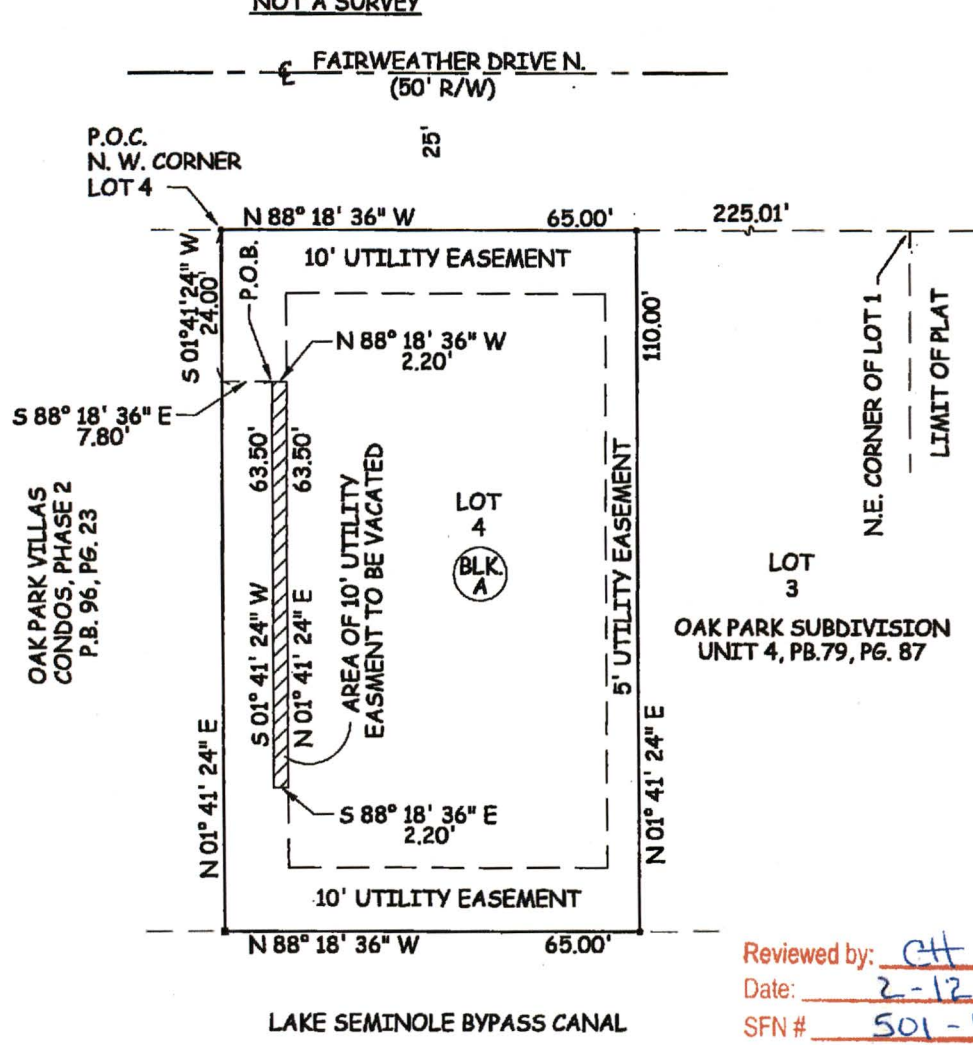 NOT A SURVEY
℄ FAIRWEATHER DRIVE N.
(50' R/W)
25'
P.O.C.
N. W. CORNER
LOT 4
N 88° 18' 36" W 65.00'
225.01'
10' UTILITY EASEMENT
S 01°41'24" W
24.00'
P.O.B.
N 88° 18' 36" W
2.20'
110.00'
N.E. CORNER OF LOT 1
LIMIT OF PLAT
S 88° 18' 36" E
7.80'
63.50'
63.50'
OAK PARK VILLAS
CONDOS, PHASE 2
P.B. 96, PG. 23
S 01° 41' 24" W
N 01° 41' 24" E
AREA OF 10' UTILITY
EASMENT TO BE VACATED
LOT
4
BLK.
A
5' UTILITY EASEMENT
LOT
3
OAK PARK SUBDIVISION
UNIT 4, PB.79, PG. 87
N 01° 41' 24" E
S 88° 18' 36" E
2.20'
N 01° 41' 24" E
10' UTILITY EASEMENT
N 88° 18' 36" W 65.00'
LAKE SEMINOLE BYPASS CANAL
Reviewed by: CH
Date: 2-12
SFN # 501-